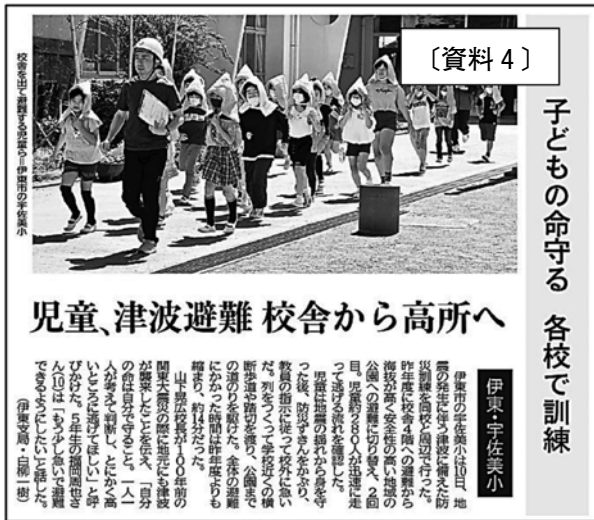 〔資料4〕
子どもの命守る 各校で訓練
校舎を出て避難する児童ら＝伊東市の宇佐美小
児童、津波避難 校舎から高所へ
伊東・宇佐美小
伊東市の宇佐美小は10日、地
震の発生に伴う津波に備えた防
災訓練を同校と周辺で行った。
昨年度に校舎4階への避難から
海抜が高く安全性の高い地域の
公園への避難に切り替え、2回
目。児童約280人が迅速に走
って逃げる流れを確認した。
児童は地震の揺れから身を守
った後、防災ずきんをかぶり、
教員の指示に従って校外に急い
だ。列をつくって学校近くの横
断歩道や踏切を渡り、公園まで
の道のりを駆けた。全体の避難
にかかった時間は昨年度よりも
縮まり、約14分だった。
山下晃広校長が100年前の
関東大震災の際に地元にも津波
が襲来したことを伝え、「自分
の命は自分で守ること。一人一
人が考えて判断し、とにかく高
いところに逃げてほしい」と呼
びかけた。5年生の福岡周也さ
ん(10)は「もう少し急いで避難
できるようにしたい」と話した。
（伊東支局・白柳一樹）